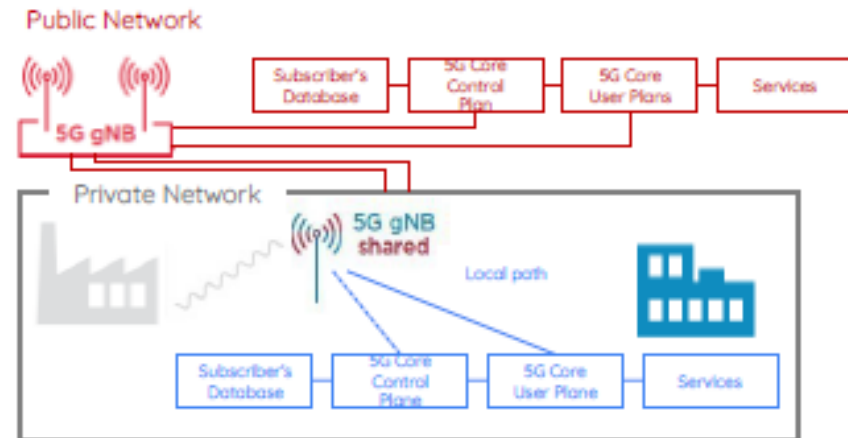 Public Network
Subscriber's
Database
5G Core
Control
Plan
5G Core
User Plans
Services
5G gNB
Private Network
5G gNB
shared
Local path
Subscriber's
Database
5G Core
Control
Plane
5G Core
User Plane
Services